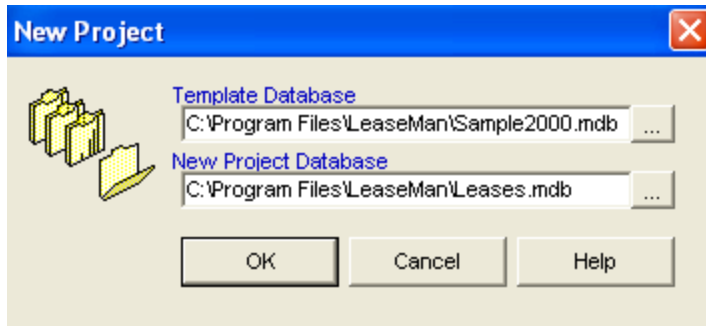 New Project
Template Database
C:\Program Files\LeaseMan\Sample2000.mdb
...
New Project Database
C:\Program Files\LeaseMan\Leases.mdb
...
OK Cancel Help